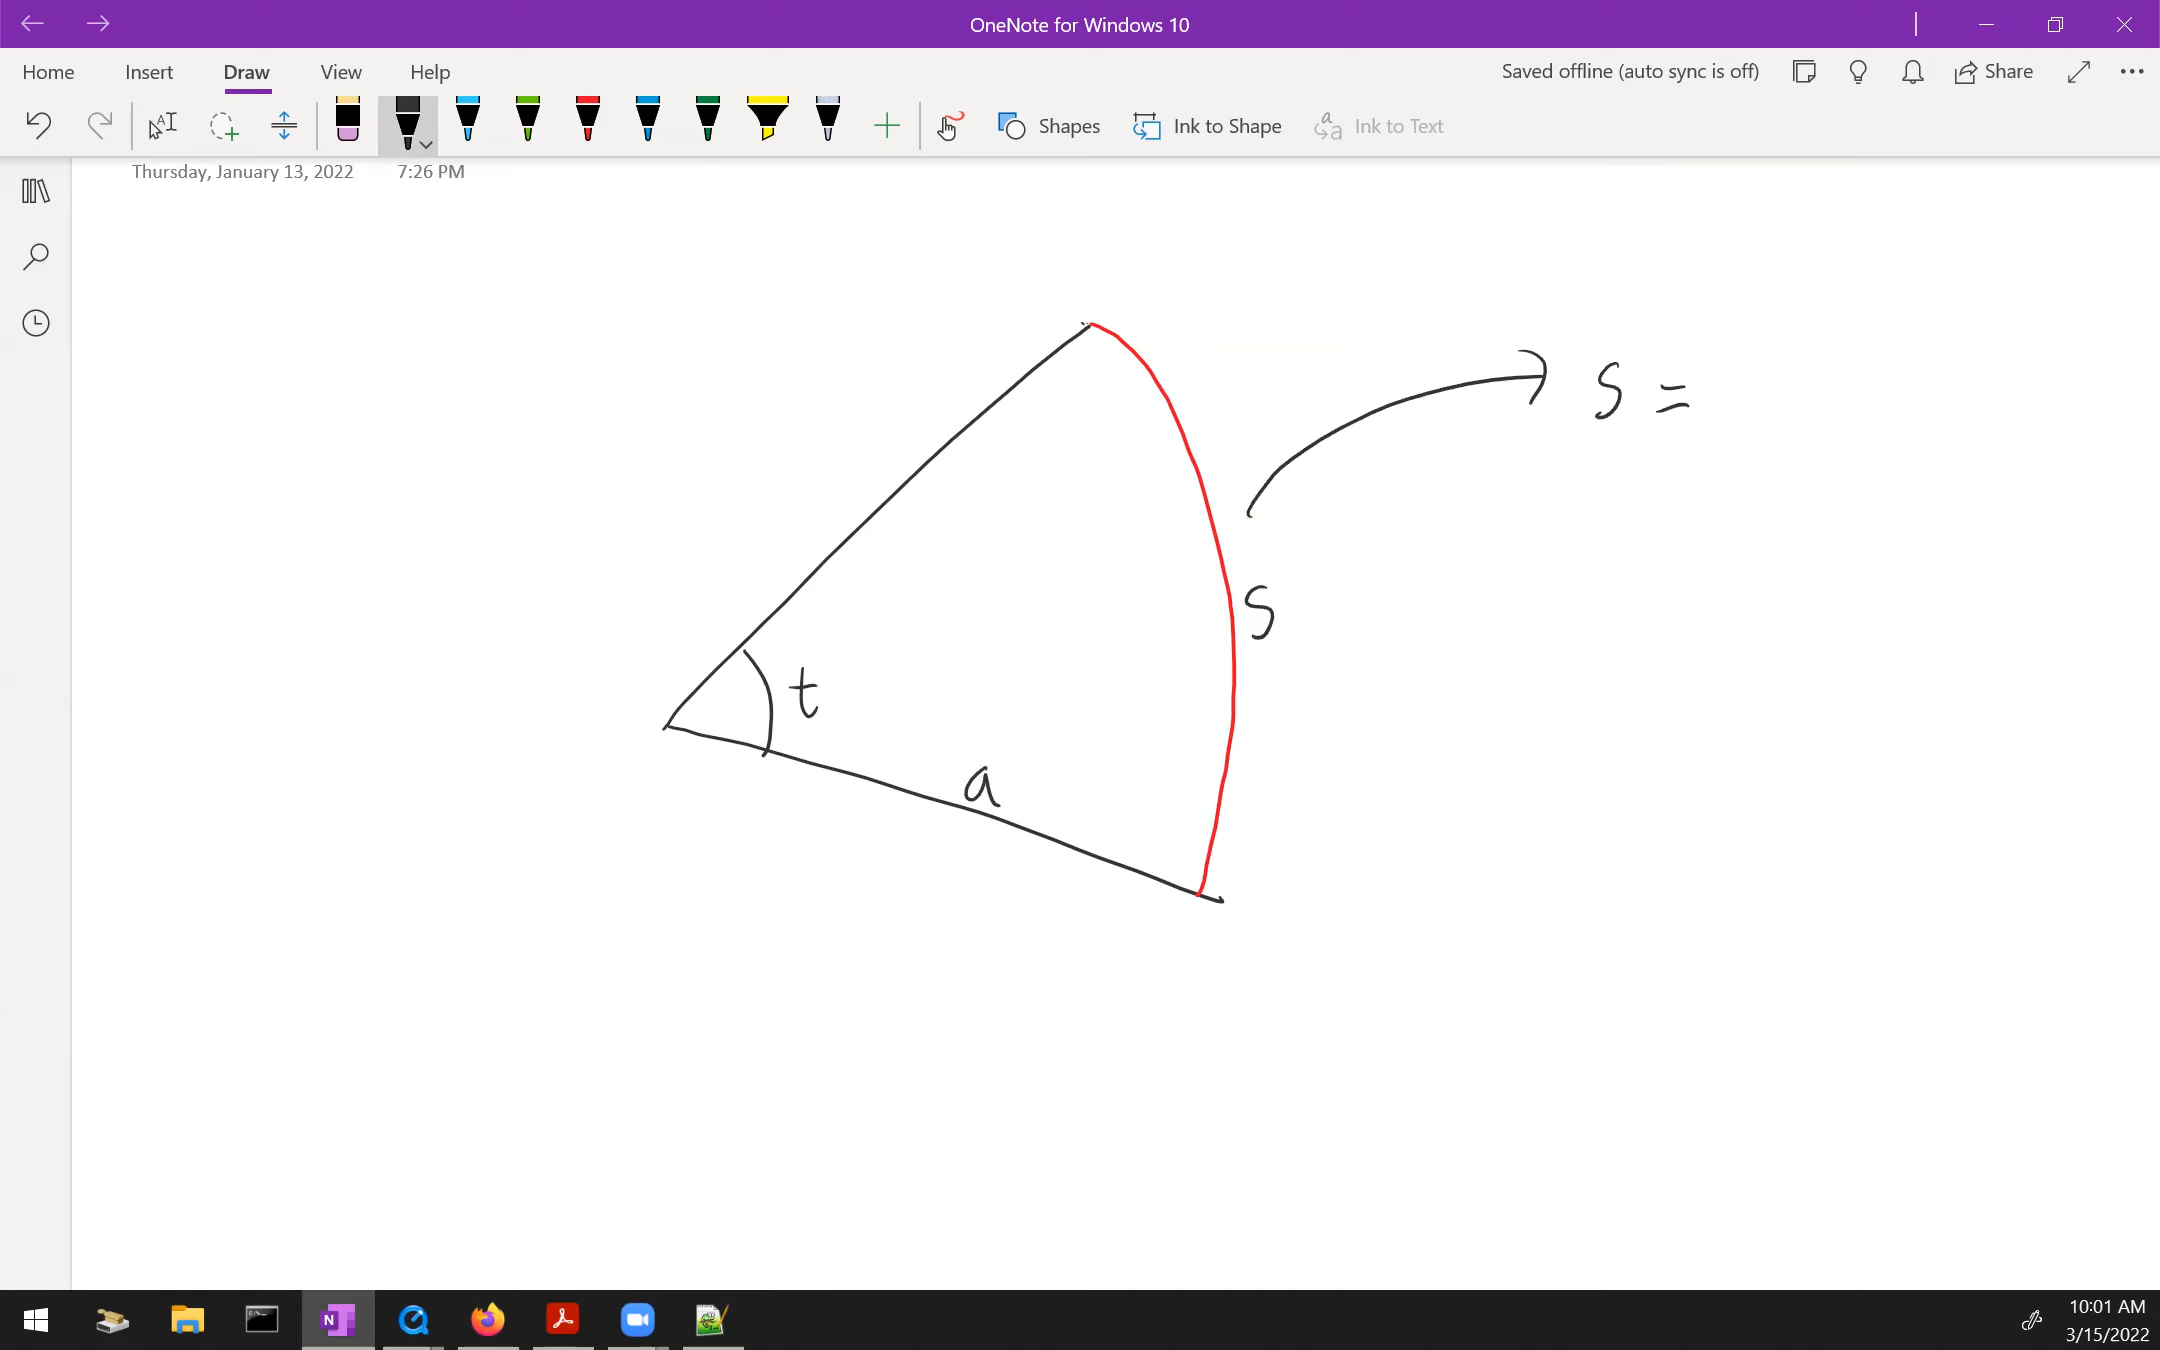 OneNote for Windows 10
Home Insert Draw View Help
Saved offline (auto sync is off) Share
Shapes Ink to Shape Ink to Text
Thursday, January 13, 2022 7:26 PM
s =
s
t
a
10:01 AM
3/15/2022